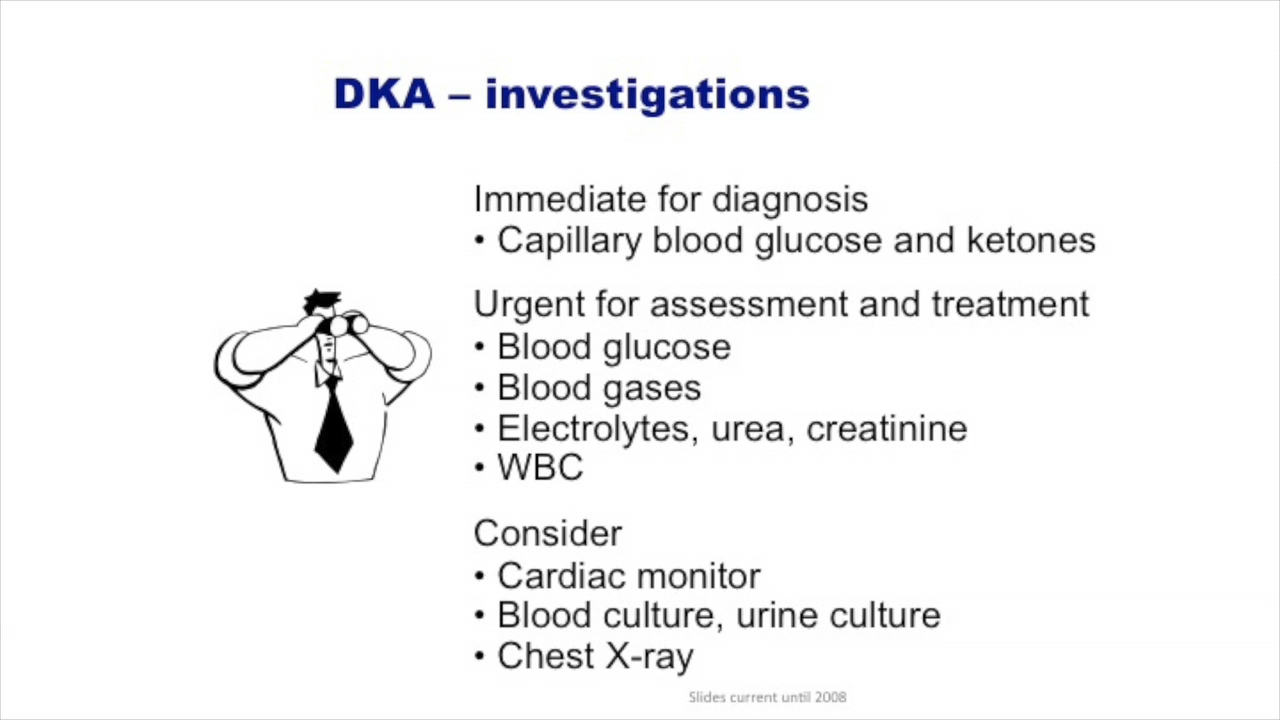 DKA – investigations
Immediate for diagnosis
• Capillary blood glucose and ketones
Urgent for assessment and treatment
• Blood glucose
• Blood gases
• Electrolytes, urea, creatinine
• WBC
Consider
• Cardiac monitor
• Blood culture, urine culture
• Chest X-ray
Slides current until 2008